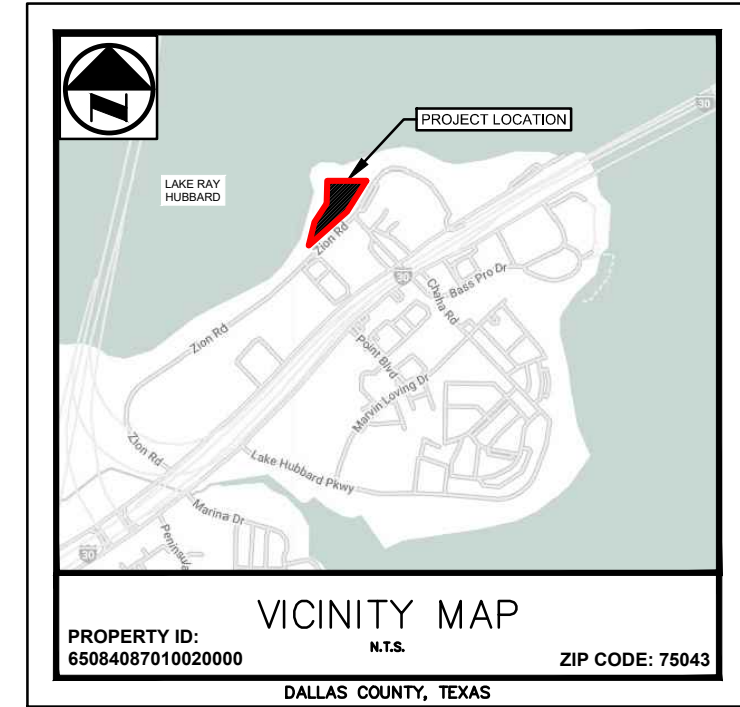 N
PROJECT LOCATION
30
LAKE RAY
HUBBARD
Zion Rd
30
Bass Pro Dr
Chaha Rd
Zion Rd
Point Blvd
Marvin Loving Dr
Zion Rd
Lake Hubbard Pkwy
Marina Dr
Peninsula
30
VICINITY MAP
N.T.S.
PROPERTY ID:
65084087010020000
ZIP CODE: 75043
DALLAS COUNTY, TEXAS